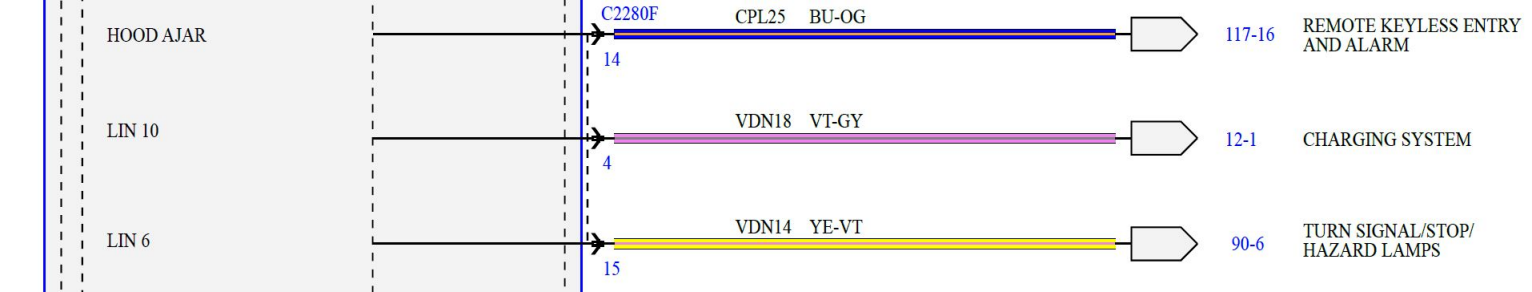 C2280F
CPL25 BU-OG
HOOD AJAR
14
117-16
REMOTE KEYLESS ENTRY
AND ALARM
VDN18 VT-GY
LIN 10
4
12-1
CHARGING SYSTEM
VDN14 YE-VT
LIN 6
15
90-6
TURN SIGNAL/STOP/
HAZARD LAMPS